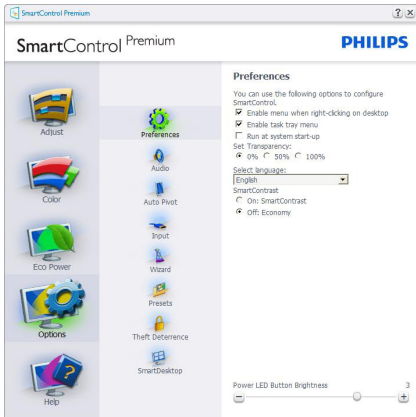 SmartControl Premium
SmartControl Premium
PHILIPS
Adjust
Color
Eco Power
Options
Help
Preferences
Audio
Auto Pivot
Input
Wizard
Presets
Theft Deterrence
SmartDesktop
Preferences
You can use the following options to configure
SmartControl.
Enable menu when right-clicking on desktop
Enable task tray menu
Run at system start-up
Set Transparency:
0% 50% 100%
Select language:
English
SmartContrast
On: SmartContrast
Off: Economy
Power LED Button Brightness 3